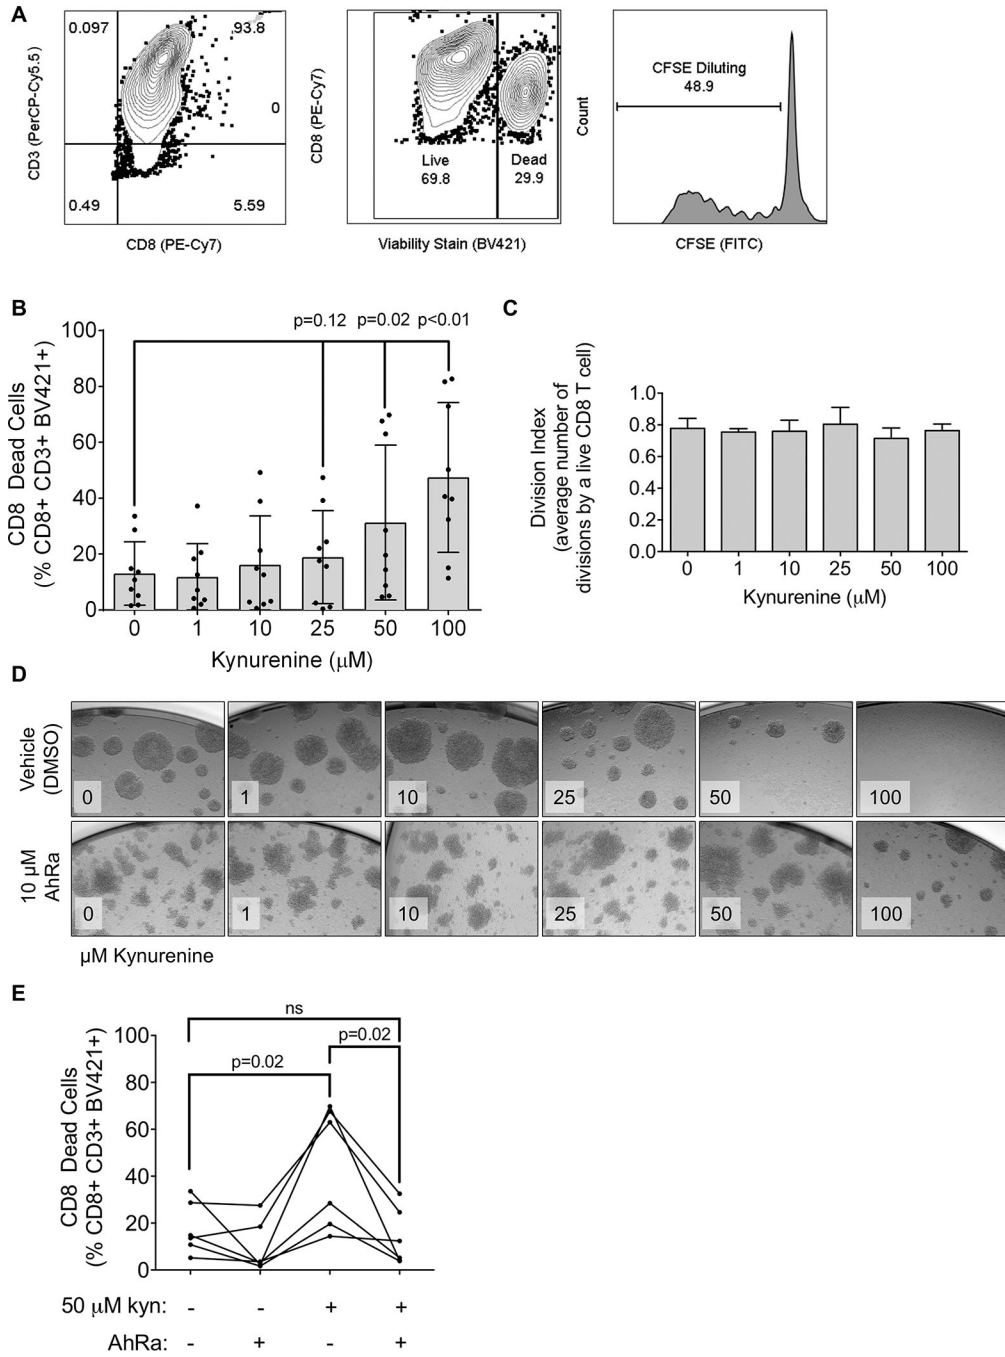 A
CD3 (PerCP-Cy5.5)
0.097
93.8
0
0.49
5.59
CD8 (PE-Cy7)
CD8 (PE-Cy7)
Live
69.8
Dead
29.9
Viability Stain (BV421)
Count
CFSE Diluting
48.9
CFSE (FITC)
B
CD8 Dead Cells
(% CD8+ CD3+ BV421+)
100
80
60
40
20
0
p=0.12 p=0.02 p<0.01
0 1 10 25 50 100
Kynurenine (μM)
C
Division Index
(average number of
divisions by a live CD8 T cell)
1.0
0.8
0.6
0.4
0.2
0.0
0 1 10 25 50 100
Kynurenine (μM)
D
Vehicle
(DMSO)
0 1 10 25 50 100
10 μM
AhRa
0 1 10 25 50 100
μM Kynurenine
E
CD8 Dead Cells
(% CD8+ CD3+ BV421+)
100
80
60
40
20
0
ns
p=0.02
p=0.02
50 μM kyn: - - + +
AhRa: - + - +